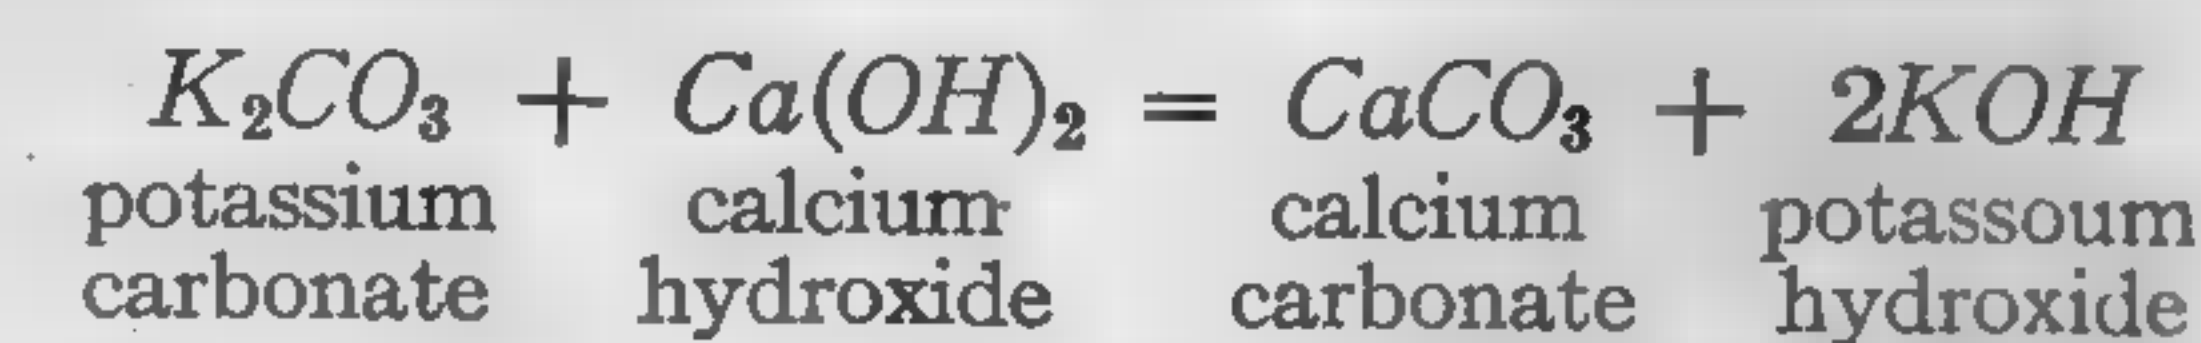 K₂CO₃ + Ca(OH)₂ = CaCO₃ + 2KOH
potassium calcium calcium potassoum
carbonate hydroxide carbonate hydroxide